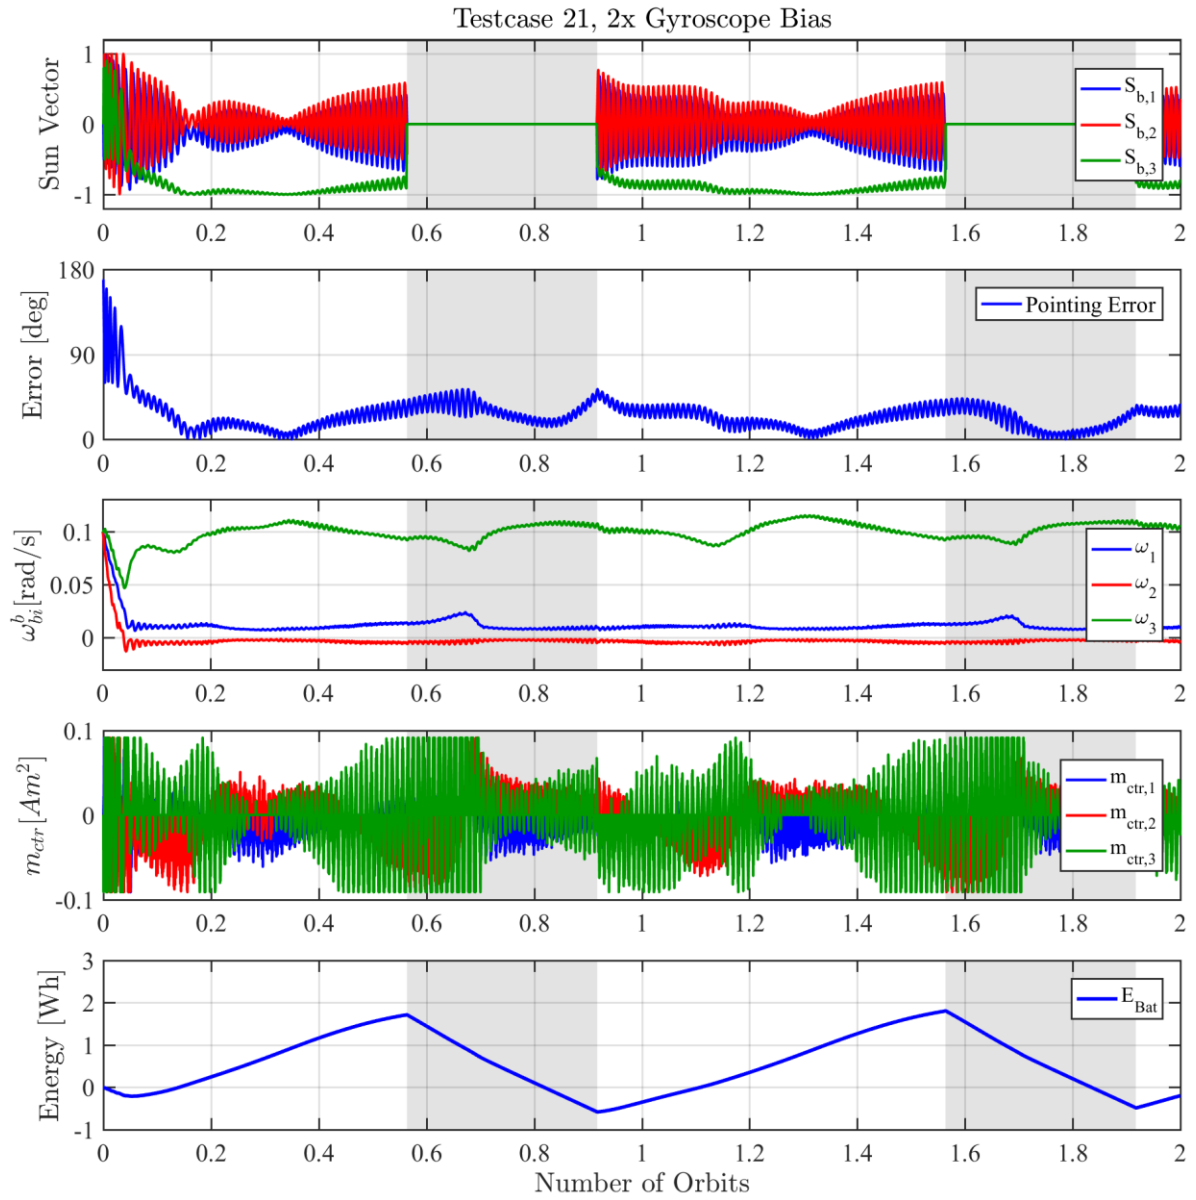 Testcase 21, 2x Gyroscope Bias
Sun Vector
1
0
-1
S_b,1
S_b,2
S_b,3
0 0.2 0.4 0.6 0.8 1 1.2 1.4 1.6 1.8 2
Error [deg]
180
90
0
Pointing Error
0 0.2 0.4 0.6 0.8 1 1.2 1.4 1.6 1.8 2
ω_bi^b [rad/s]
0.1
0.05
0
ω_1
ω_2
ω_3
0 0.2 0.4 0.6 0.8 1 1.2 1.4 1.6 1.8 2
m_ctr [Am^2]
0.1
0
-0.1
m_ctr,1
m_ctr,2
m_ctr,3
0 0.2 0.4 0.6 0.8 1 1.2 1.4 1.6 1.8 2
Energy [Wh]
3
2
1
0
-1
E_Bat
0 0.2 0.4 0.6 0.8 1 1.2 1.4 1.6 1.8 2
Number of Orbits